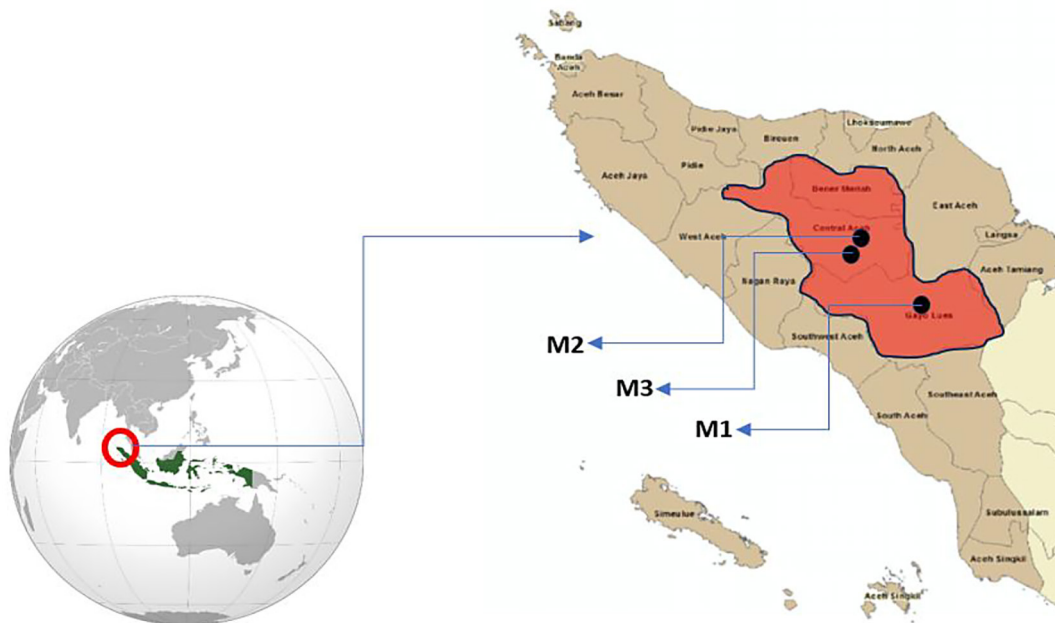 Sabang
Banda
Aceh
Aceh Besar
Pidie Jaya
Bireuen
Lhokseumawe
North Aceh
Pidie
Aceh Jaya
Bener Meriah
East Aceh
Central Aceh
West Aceh
Langsa
Aceh Tamiang
Nagan Raya
Gayo Lues
Southwest Aceh
M2
M3
M1
Southeast Aceh
South Aceh
Simeulue
Subulussalam
Aceh Singkil
Aceh Singkil